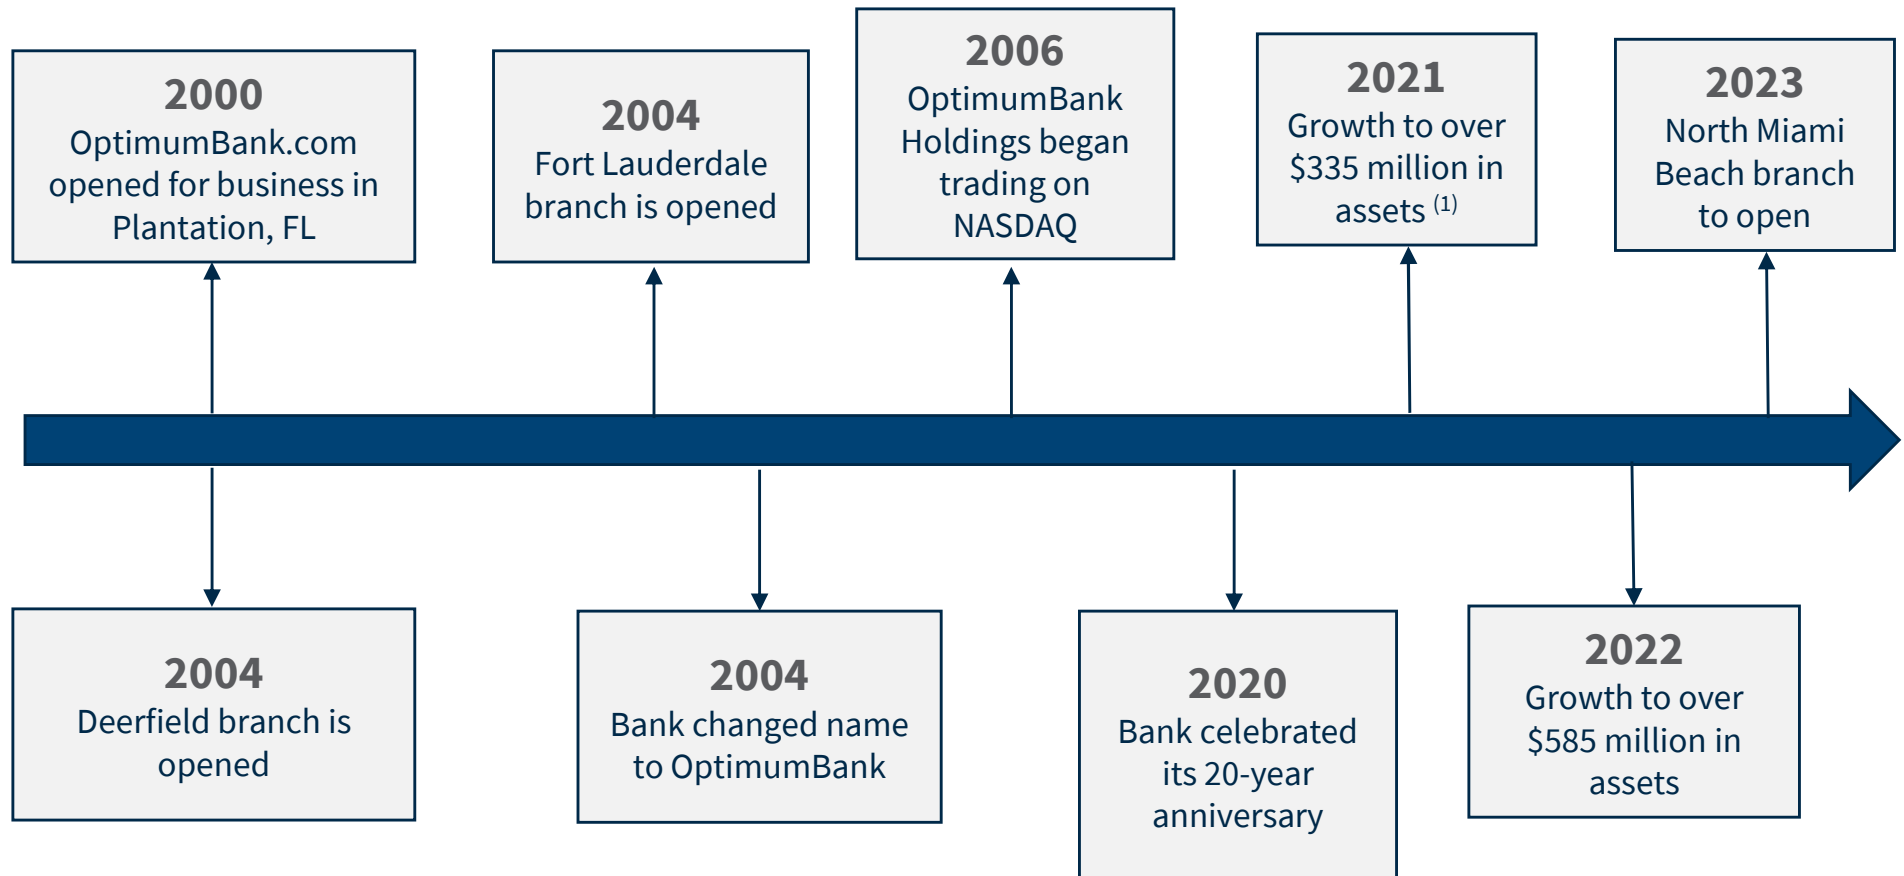 2000
OptimumBank.com
opened for business in
Plantation, FL
2004
Fort Lauderdale
branch is opened
2006
OptimumBank
Holdings began
trading on
NASDAQ
2021
Growth to over
$335 million in
assets (1)
2023
North Miami
Beach branch
to open
2004
Deerfield branch is
opened
2004
Bank changed name
to OptimumBank
2020
Bank celebrated
its 20-year
anniversary
2022
Growth to over
$585 million in
assets